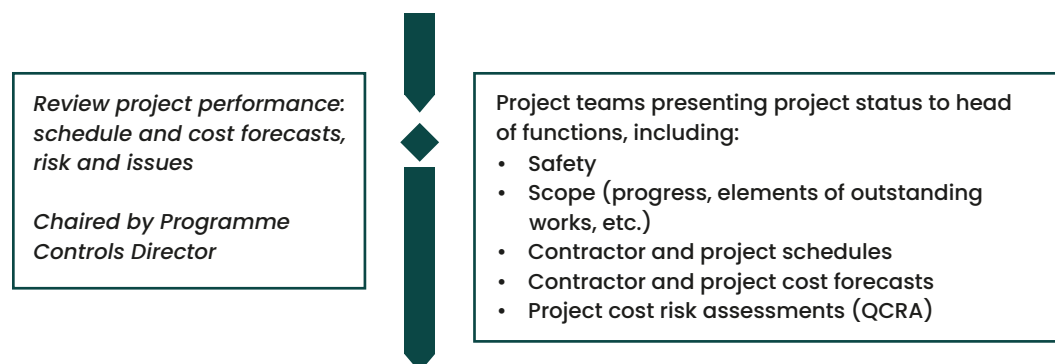 Review project performance:
schedule and cost forecasts,
risk and issues
Chaired by Programme
Controls Director
Project teams presenting project status to head
of functions, including:
• Safety
• Scope (progress, elements of outstanding
works, etc.)
• Contractor and project schedules
• Contractor and project cost forecasts
• Project cost risk assessments (QCRA)